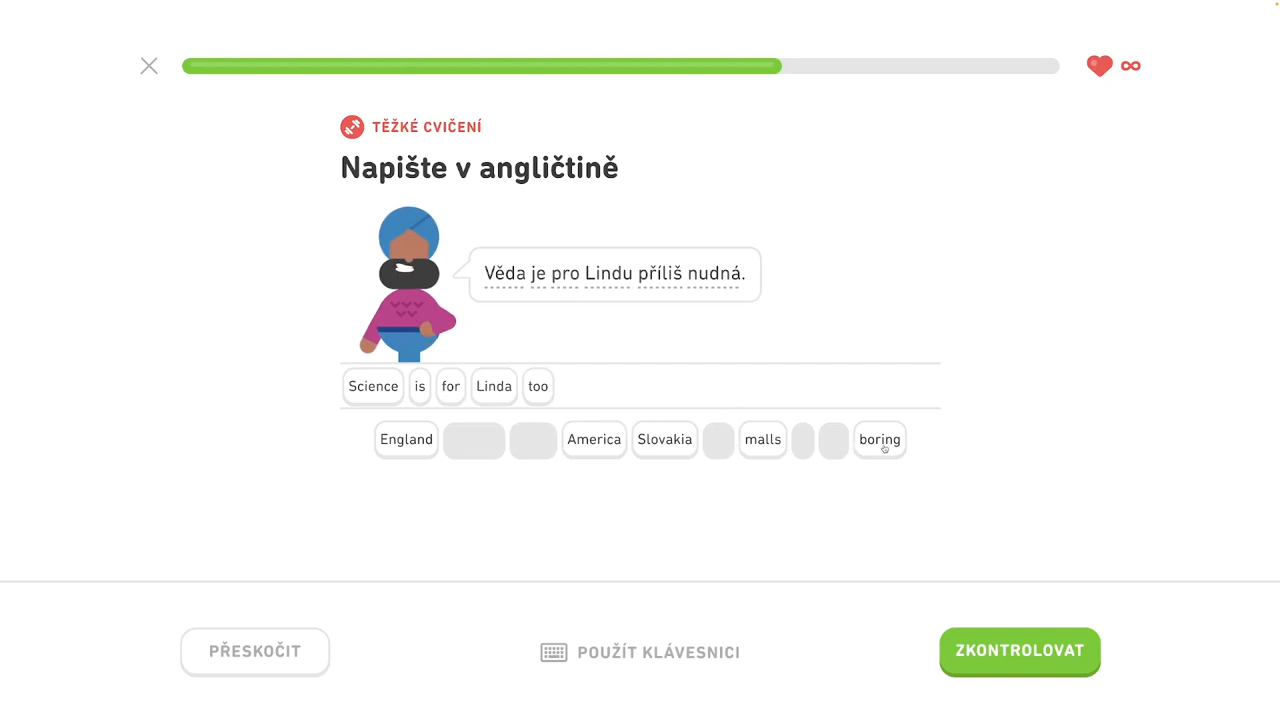 ∞
TĚŽKÉ CVIČENÍ
Napište v angličtině
Věda je pro Lindu příliš nudná.
Science is for Linda too
England America Slovakia malls boring
PŘESKOČIT POUŽÍT KLÁVESNICI ZKONTROLOVAT